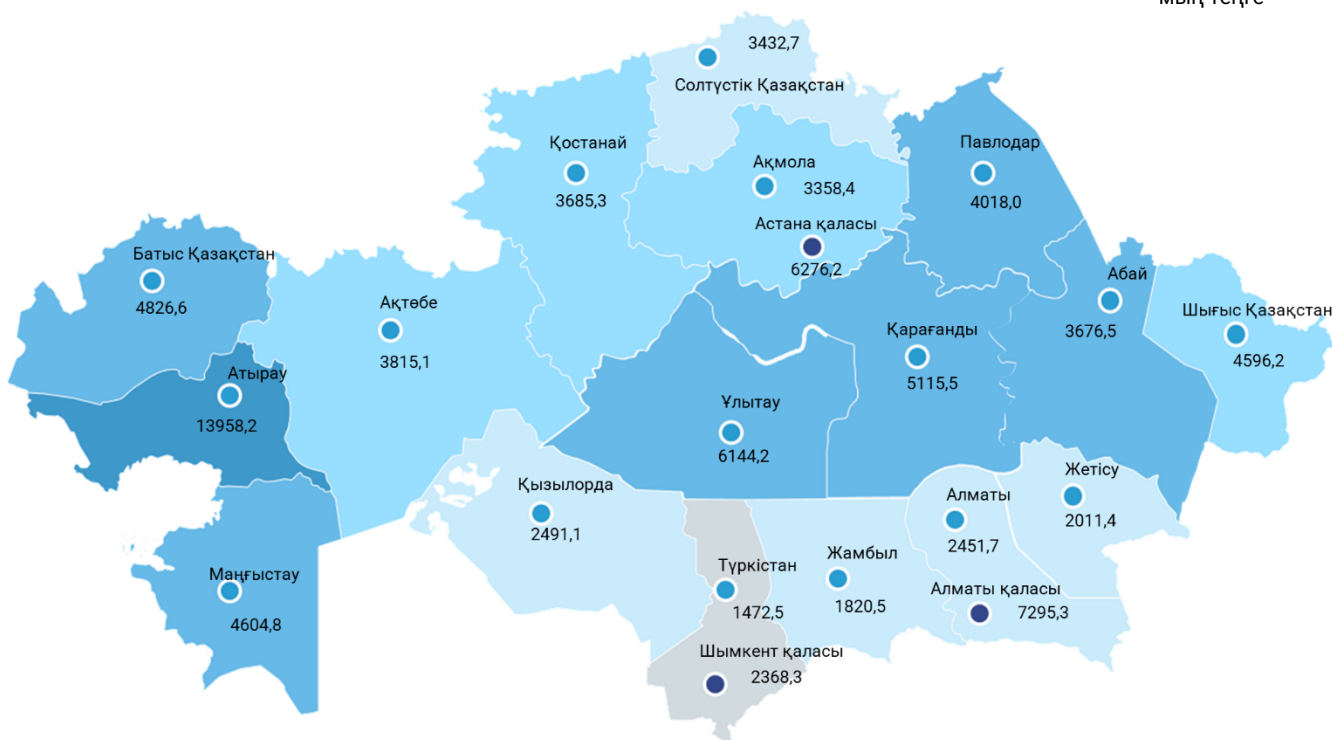 мың теңге
3432,7
Солтүстік Қазақстан
Қостанай
3685,3
Ақмола
3358,4
Астана қаласы
6276,2
Павлодар
4018,0
Батыс Қазақстан
4826,6
Ақтөбе
3815,1
Абай
3676,5
Шығыс Қазақстан
4596,2
Қарағанды
5115,5
Атырау
13958,2
Ұлытау
6144,2
Қызылорда
2491,1
Алматы
2451,7
Жетісу
2011,4
Маңғыстау
4604,8
Түркістан
1472,5
Жамбыл
1820,5
Алматы қаласы
7295,3
Шымкент қаласы
2368,3